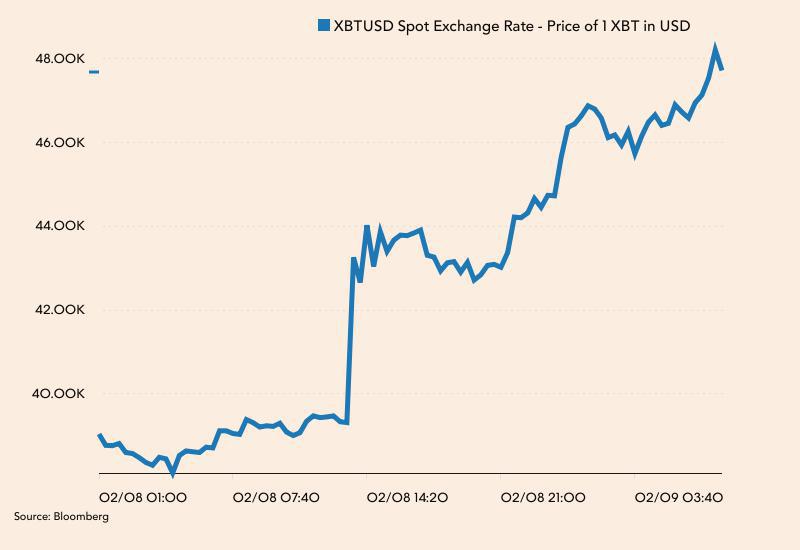 XBTUSD Spot Exchange Rate - Price of 1 XBT in USD
48.00K
46.00K
44.00K
42.00K
40.00K
02/08 01:00 02/08 07:40 02/08 14:20 02/08 21:00 02/09 03:40
Source: Bloomberg